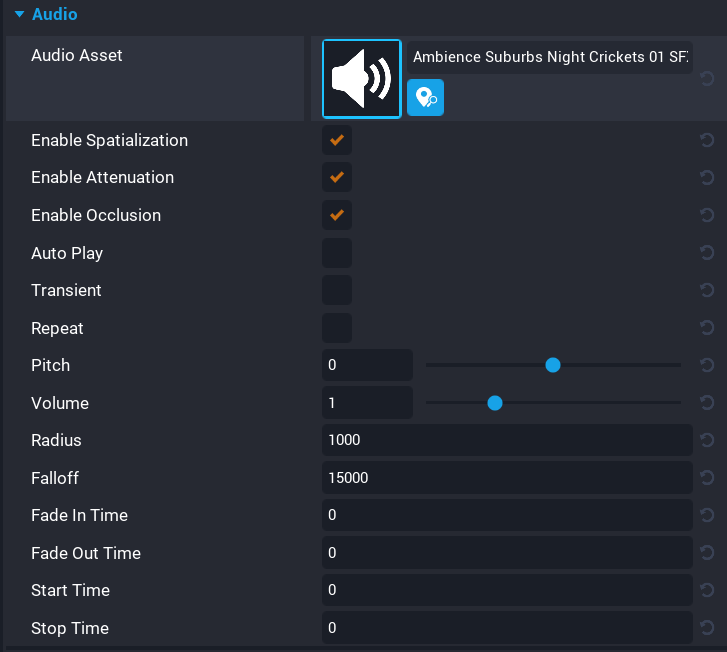 Audio
Audio Asset
Ambience Suburbs Night Crickets 01 SF
Enable Spatialization
Enable Attenuation
Enable Occlusion
Auto Play
Transient
Repeat
Pitch 0
Volume 1
Radius 1000
Falloff 15000
Fade In Time 0
Fade Out Time 0
Start Time 0
Stop Time 0